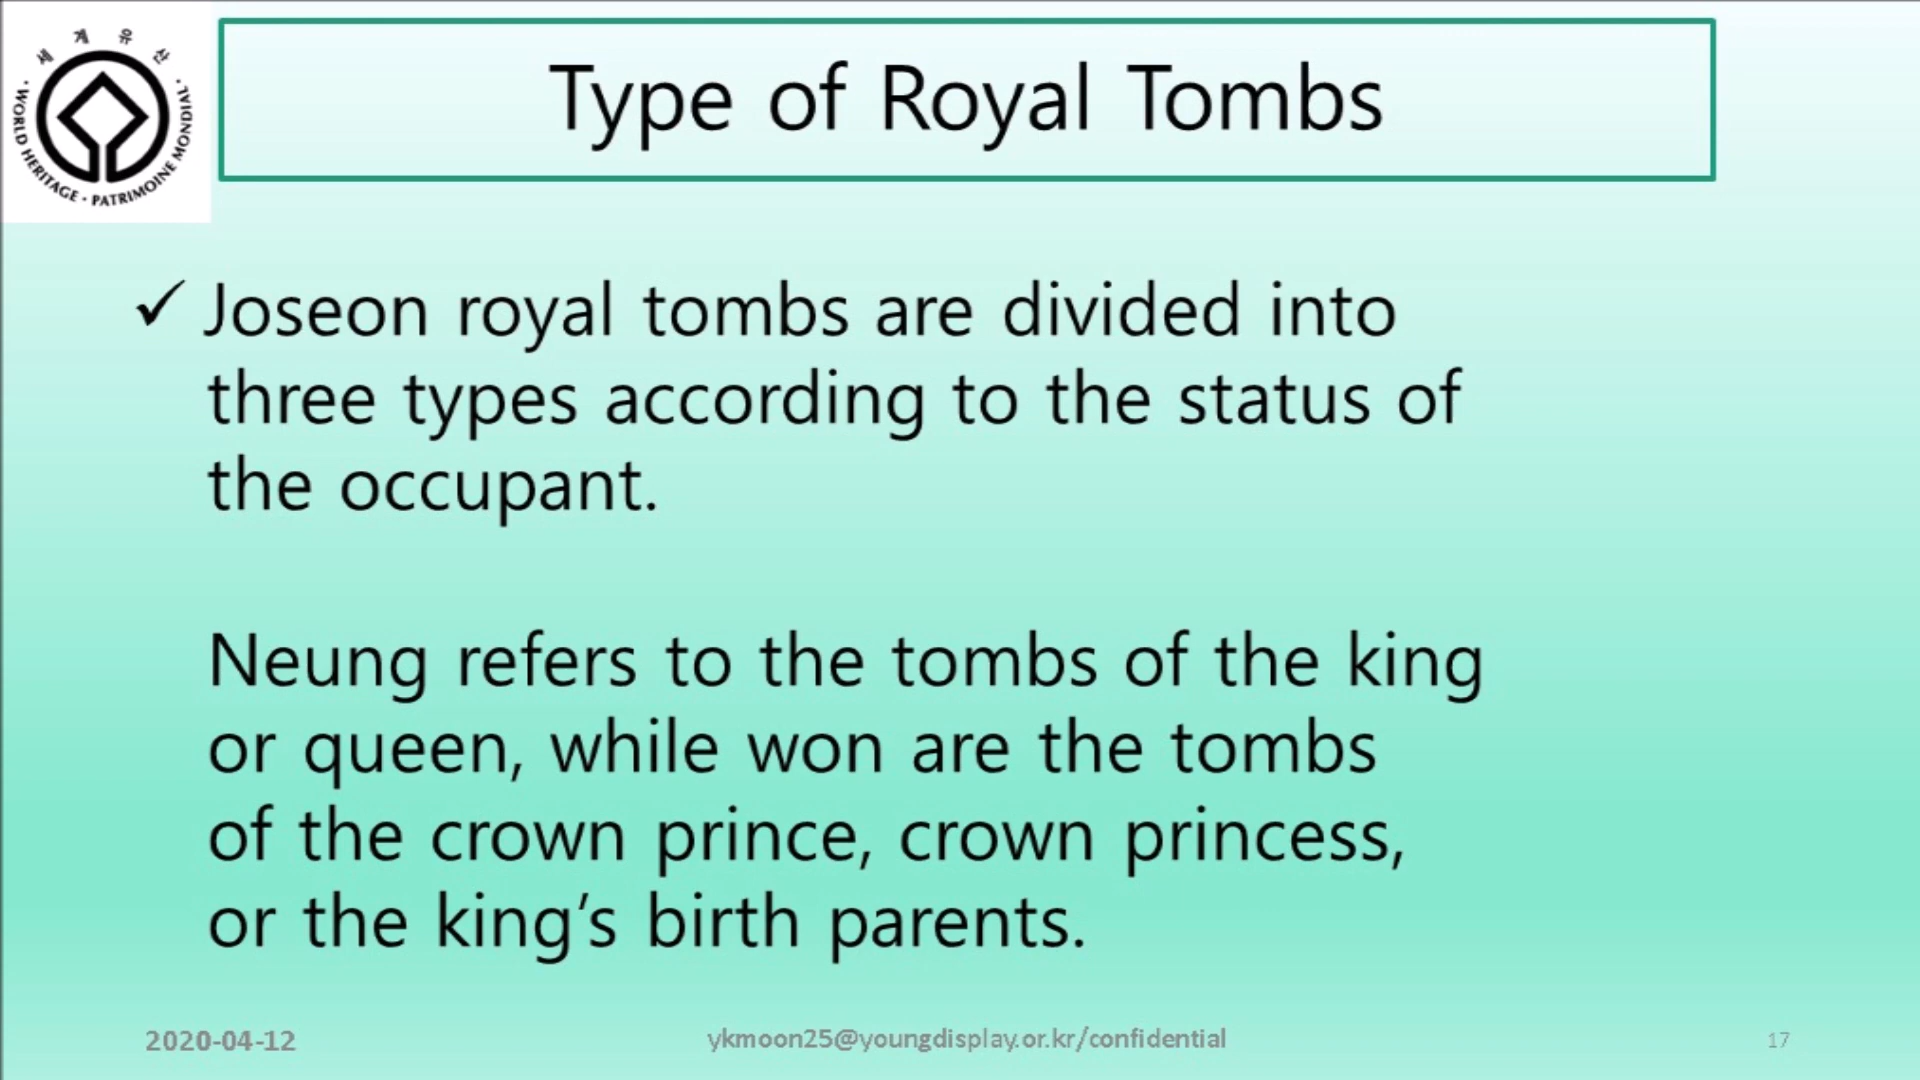 세계유산
·WORLD HERITAGE · PATRIMOINE MONDIAL·
Type of Royal Tombs
✓ Joseon royal tombs are divided into
three types according to the status of
the occupant.
Neung refers to the tombs of the king
or queen, while won are the tombs
of the crown prince, crown princess,
or the king’s birth parents.
2020-04-12
ykmoon25@youngdisplay.or.kr/confidential
17